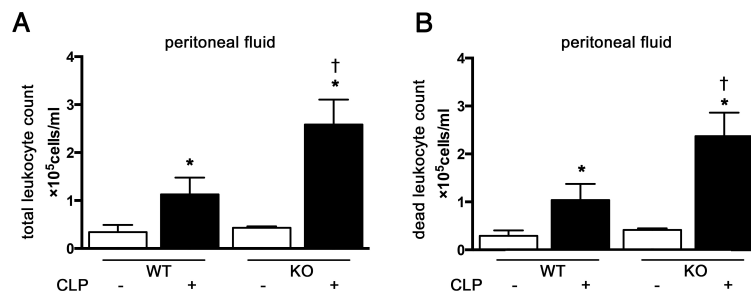 A
peritoneal fluid
total leukocyte count
×10⁵cells/ml
4
3
2
1
0
*
†
*
WT
KO
CLP - + - +
B
peritoneal fluid
dead leukocyte count
×10⁵cells/ml
4
3
2
1
0
*
†
*
WT
KO
CLP - + - +